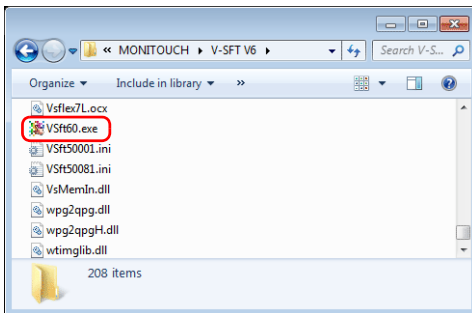 « MONITOUCH ▸ V-SFT V6 ▸ Search V-S...
Organize ▾ Include in library ▾ »
Vsflex7L.ocx
VSft60.exe
VSft50001.ini
VSft50081.ini
VsMemIn.dll
wpg2qpg.dll
wpg2qpgH.dll
wtimglib.dll
208 items